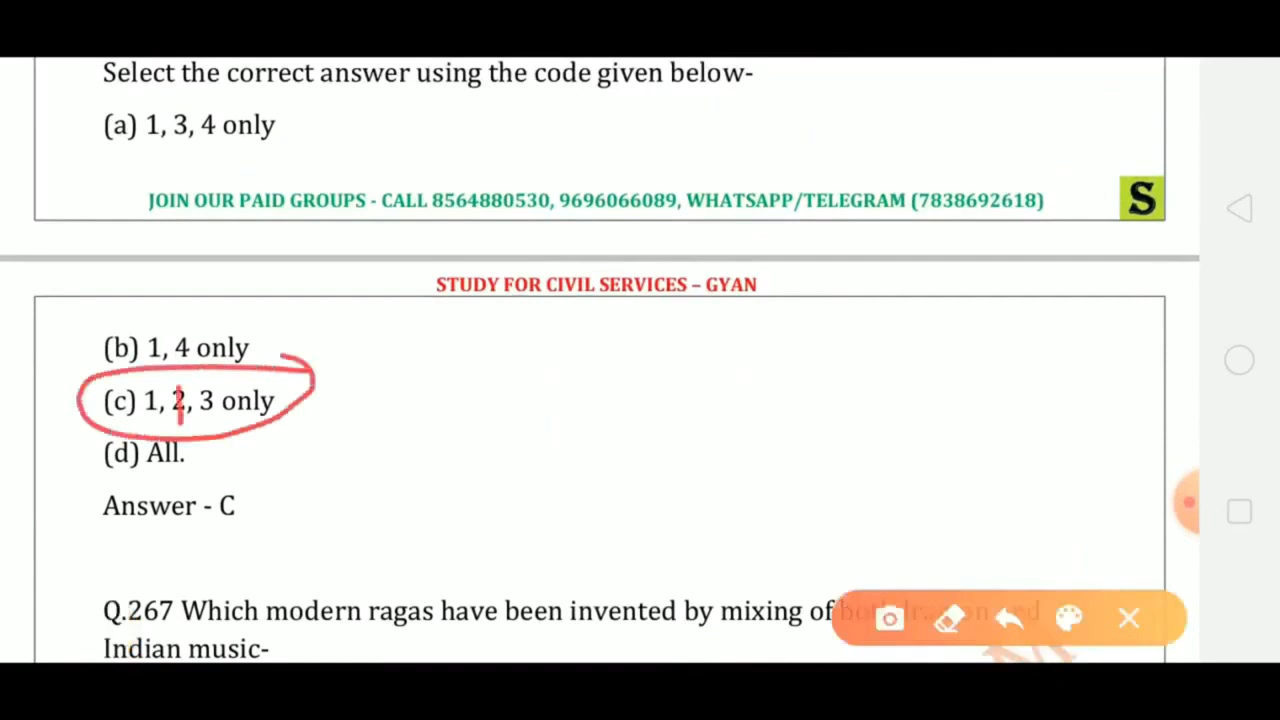 Select the correct answer using the code given below-
(a) 1, 3, 4 only
JOIN OUR PAID GROUPS - CALL 8564880530, 9696066089, WHATSAPP/TELEGRAM (7838692618)
S
STUDY FOR CIVIL SERVICES – GYAN
(b) 1, 4 only
(c) 1, 2, 3 only
(d) All.
Answer - C
Q.267 Which modern ragas have been invented by mixing of both
Indian music-